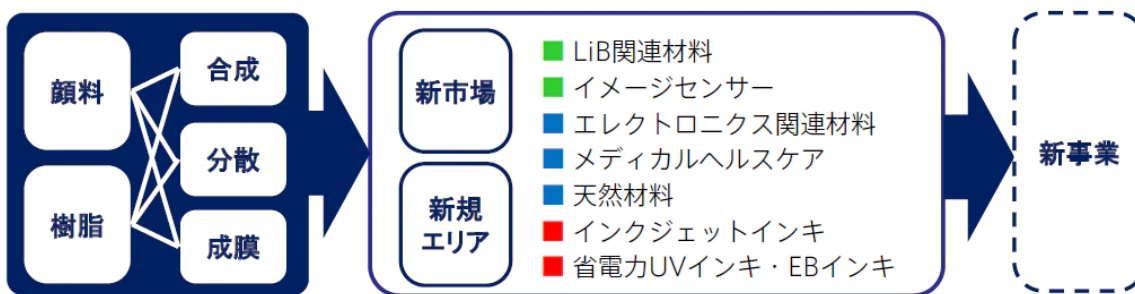 顔料
樹脂
合成
分散
成膜
新市場
新規
エリア
LiB関連材料
イメージセンサー
エレクトロニクス関連材料
メディカルヘルスケア
天然材料
インクジェットインキ
省電力UVインキ・EBインキ
新事業